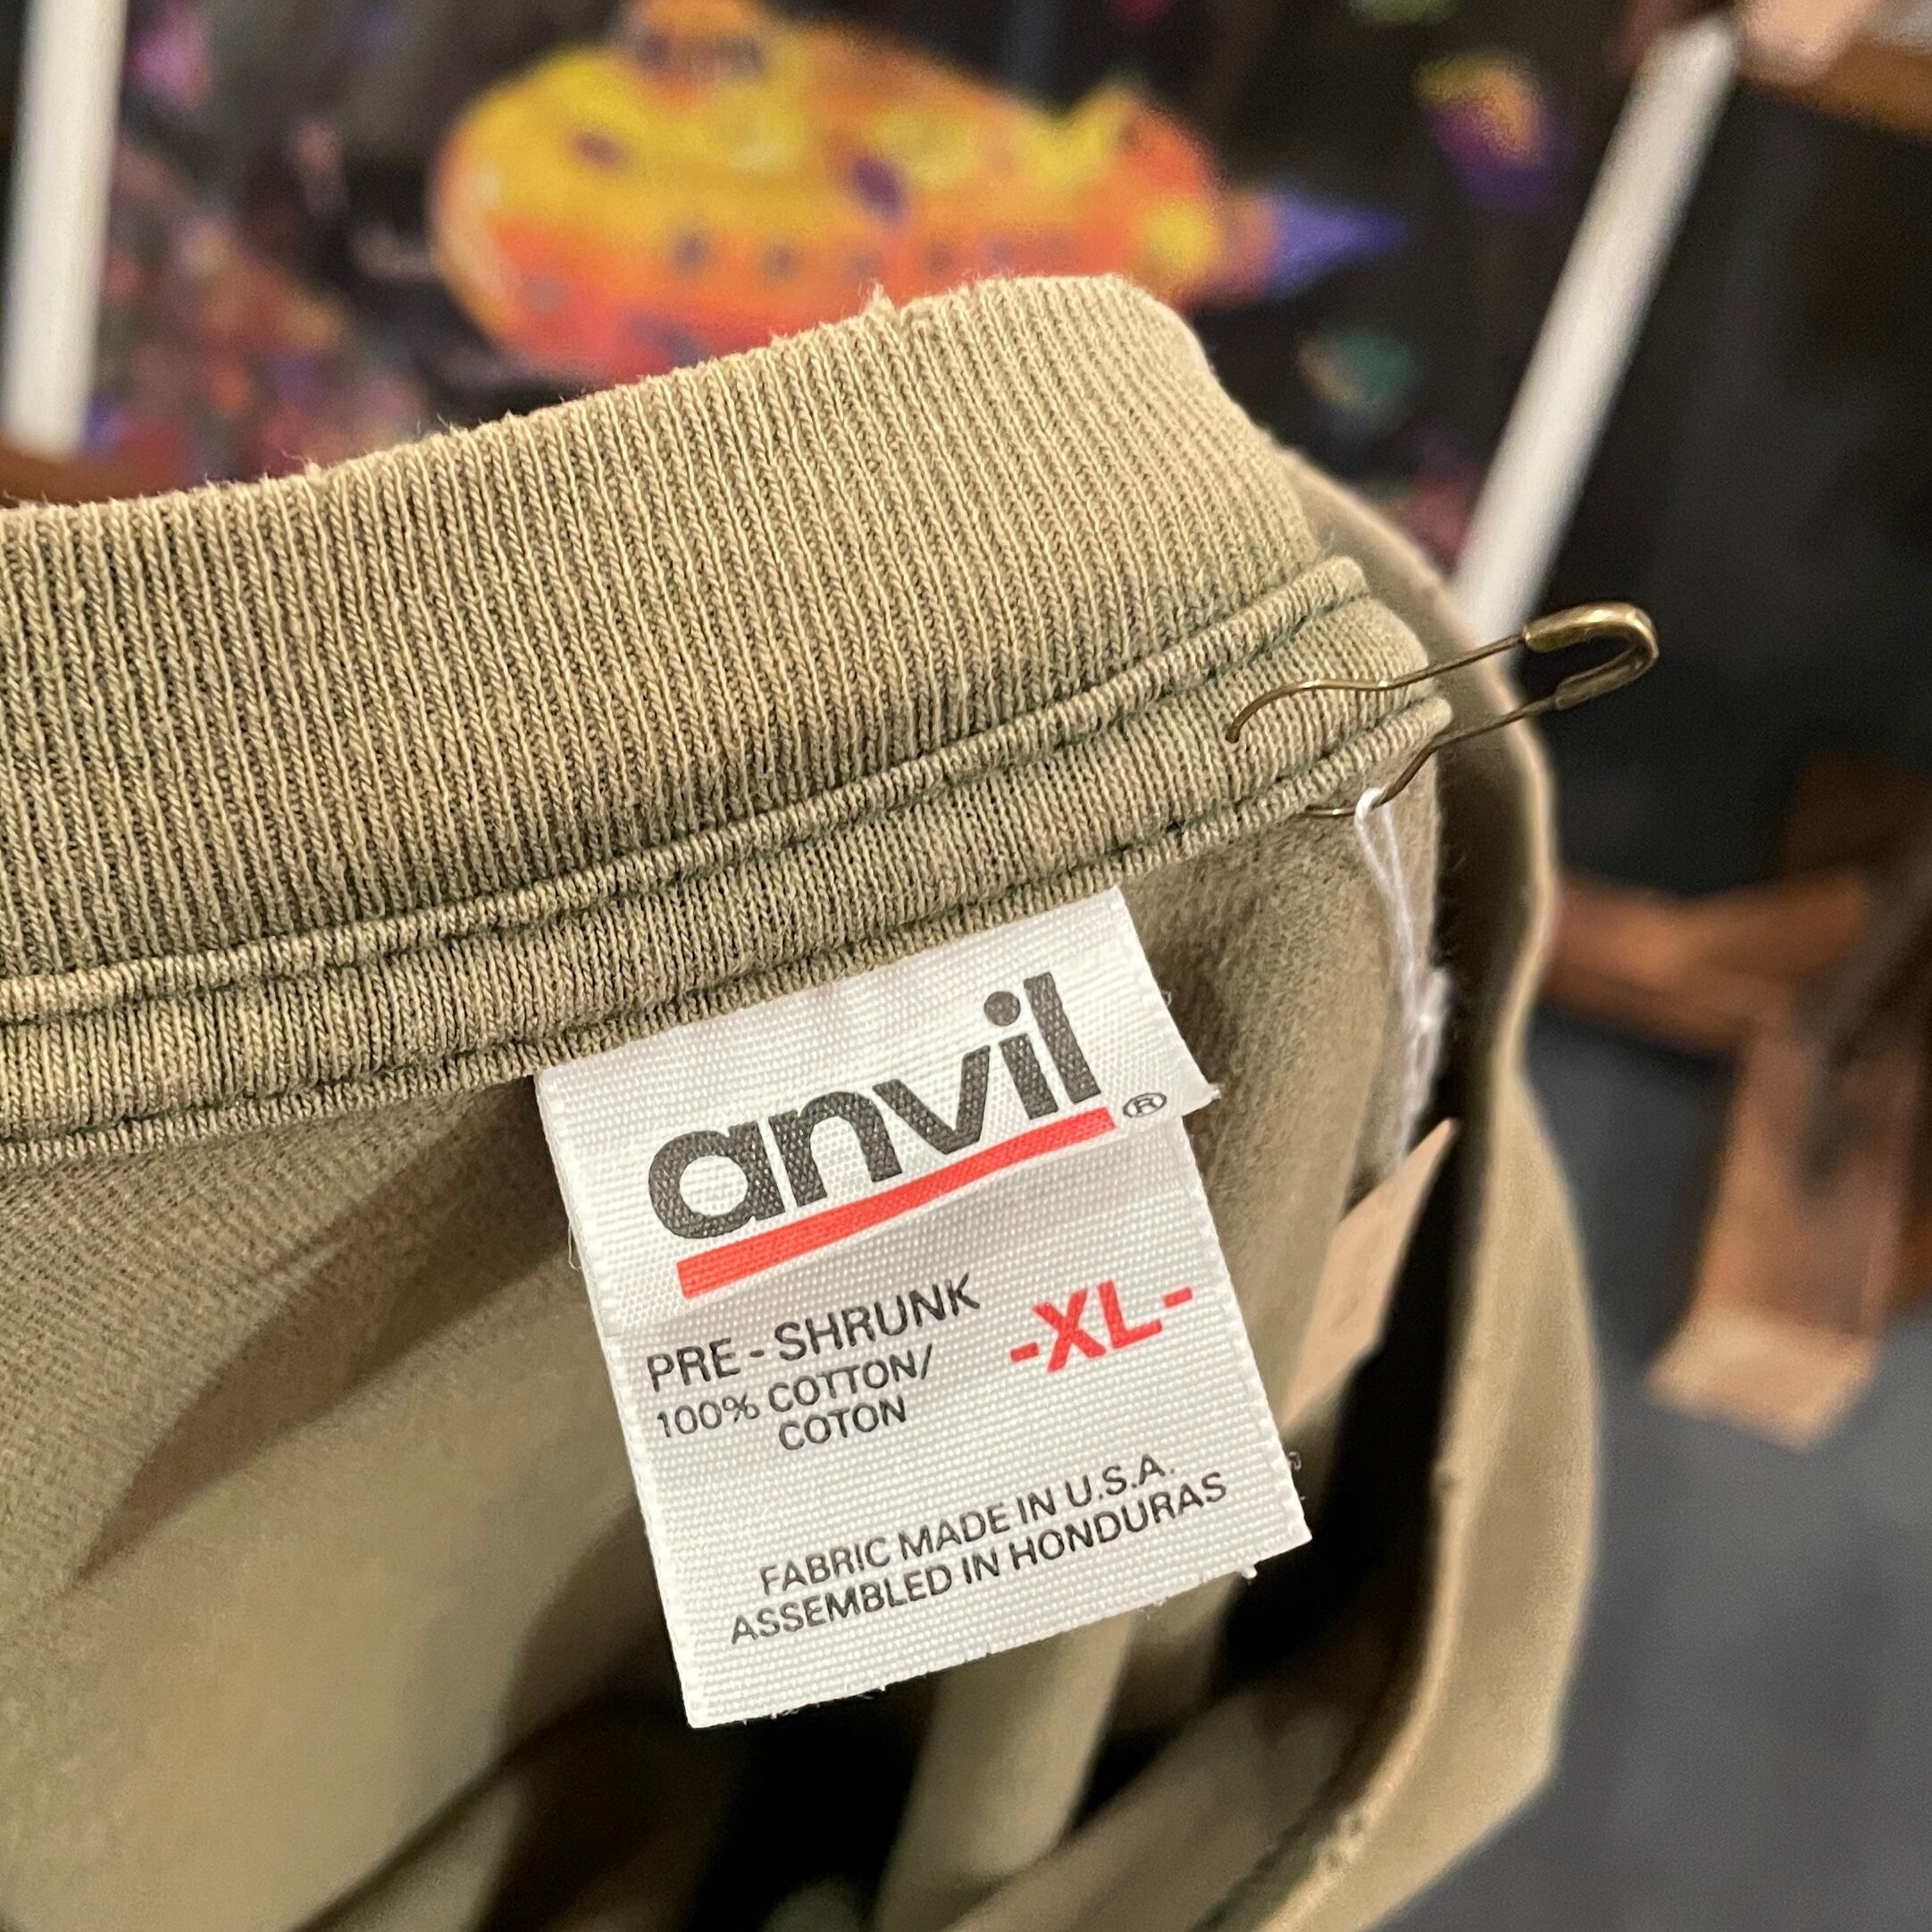 anvil®
PRE-SHRUNK
-XL-
100% COTTON/
COTON
FABRIC MADE IN U.S.A.
ASSEMBLED IN HONDURAS